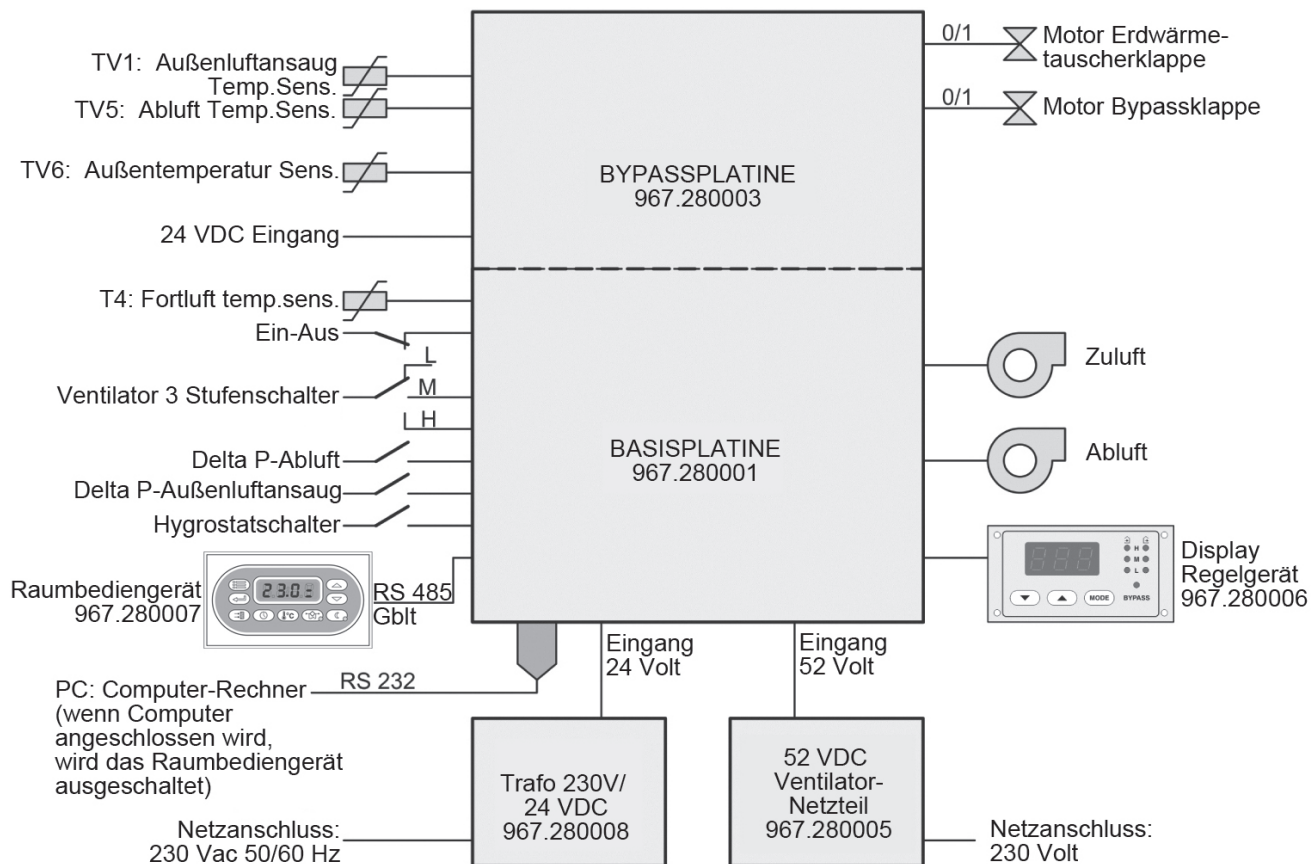 TV1: Außenluftansaug
Temp.Sens.
TV5: Abluft Temp.Sens.
TV6: Außentemperatur Sens.
24 VDC Eingang
T4: Fortluft temp.sens.
Ein-Aus
L
Ventilator 3 Stufenschalter
M
H
Delta P-Abluft
Delta P-Außenluftansaug
Hygrostatschalter
Raumbediengerät
967.280007
23.0
°C
RS 485
Gblt
PC: Computer-Rechner
(wenn Computer
angeschlossen wird,
wird das Raumbediengerät
ausgeschaltet)
RS 232
BYPASSPLATINE
967.280003
BASISPLATINE
967.280001
0/1
Motor Erdwärme-
tauscherklappe
0/1
Motor Bypassklappe
Zuluft
Abluft
888
H
M
L
MODE
BYPASS
Display
Regelgerät
967.280006
Eingang
24 Volt
Eingang
52 Volt
Trafo 230V/
24 VDC
967.280008
52 VDC
Ventilator-
Netzteil
967.280005
Netzanschluss:
230 Vac 50/60 Hz
Netzanschluss:
230 Volt